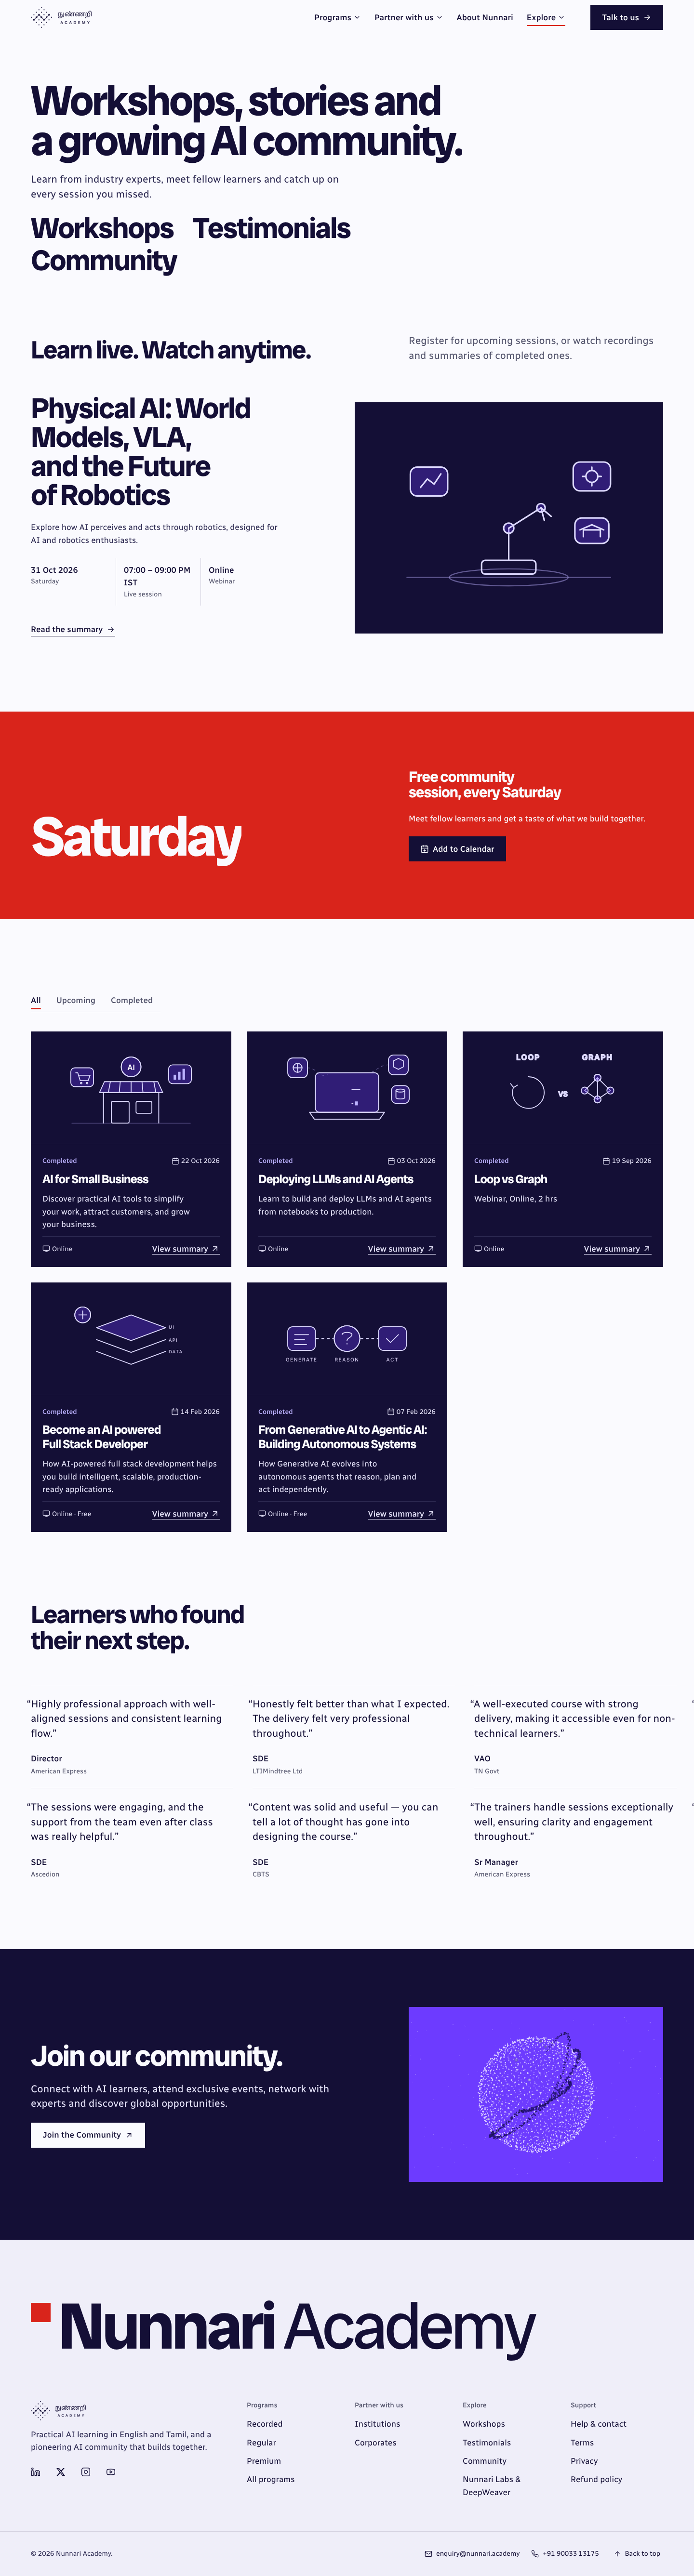 நுண்ணறி
ACADEMY
Programs
Partner with us
About Nunnari
Explore
Talk to us
Workshops, stories and
a growing AI community.
Learn from industry experts, meet fellow learners and catch up on
every session you missed.
Workshops
Testimonials
Community
Learn live. Watch anytime.
Register for upcoming sessions, or watch recordings
and summaries of completed ones.
Physical AI: World
Models, VLA,
and the Future
of Robotics
Explore how AI perceives and acts through robotics, designed for
AI and robotics enthusiasts.
31 Oct 2026
Saturday
07:00 – 09:00 PM
IST
Live session
Online
Webinar
Read the summary
Saturday
Free community
session, every Saturday
Meet fellow learners and get a taste of what we build together.
Add to Calendar
All
Upcoming
Completed
AI
Completed
22 Oct 2026
AI for Small Business
Discover practical AI tools to simplify
your work, attract customers, and grow
your business.
Online
View summary
Completed
03 Oct 2026
Deploying LLMs and AI Agents
Learn to build and deploy LLMs and AI agents
from notebooks to production.
Online
View summary
LOOP
GRAPH
VS
Completed
19 Sep 2026
Loop vs Graph
Webinar, Online, 2 hrs
Online
View summary
UI
API
DATA
Completed
14 Feb 2026
Become an AI powered
Full Stack Developer
How AI-powered full stack development helps
you build intelligent, scalable, production-
ready applications.
Online · Free
View summary
GENERATE
REASON
ACT
Completed
07 Feb 2026
From Generative AI to Agentic AI:
Building Autonomous Systems
How Generative AI evolves into
autonomous agents that reason, plan and
act independently.
Online · Free
View summary
Learners who found
their next step.
“Highly professional approach with well-
aligned sessions and consistent learning
flow.”
Director
American Express
“Honestly felt better than what I expected.
The delivery felt very professional
throughout.”
SDE
LTIMindtree Ltd
“A well-executed course with strong
delivery, making it accessible even for non-
technical learners.”
VAO
TN Govt
“The sessions were engaging, and the
support from the team even after class
was really helpful.”
SDE
Ascedion
“Content was solid and useful — you can
tell a lot of thought has gone into
designing the course.”
SDE
CBTS
“The trainers handle sessions exceptionally
well, ensuring clarity and engagement
throughout.”
Sr Manager
American Express
Join our community.
Connect with AI learners, attend exclusive events, network with
experts and discover global opportunities.
Join the Community
Nunnari Academy
நுண்ணறி
ACADEMY
Practical AI learning in English and Tamil, and a
pioneering AI community that builds together.
Programs
Recorded
Regular
Premium
All programs
Partner with us
Institutions
Corporates
Explore
Workshops
Testimonials
Community
Nunnari Labs &
DeepWeaver
Support
Help & contact
Terms
Privacy
Refund policy
© 2026 Nunnari Academy.
enquiry@nunnari.academy
+91 90033 13175
Back to top